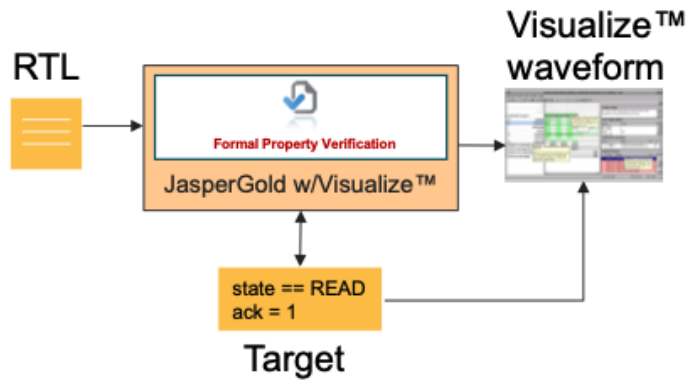 RTL
Visualize™
waveform
Formal Property Verification
JasperGold w/Visualize™
state == READ
ack = 1
Target